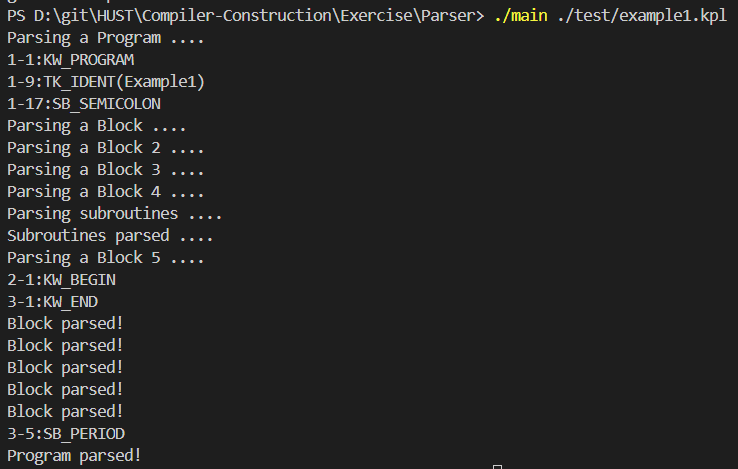 PS D:\git\HUST\Compiler-Construction\Exercise\Parser> ./main ./test/example1.kpl
Parsing a Program ....
1-1:KW_PROGRAM
1-9:TK_IDENT(Example1)
1-17:SB_SEMICOLON
Parsing a Block ....
Parsing a Block 2 ....
Parsing a Block 3 ....
Parsing a Block 4 ....
Parsing subroutines ....
Subroutines parsed ....
Parsing a Block 5 ....
2-1:KW_BEGIN
3-1:KW_END
Block parsed!
Block parsed!
Block parsed!
Block parsed!
Block parsed!
3-5:SB_PERIOD
Program parsed!